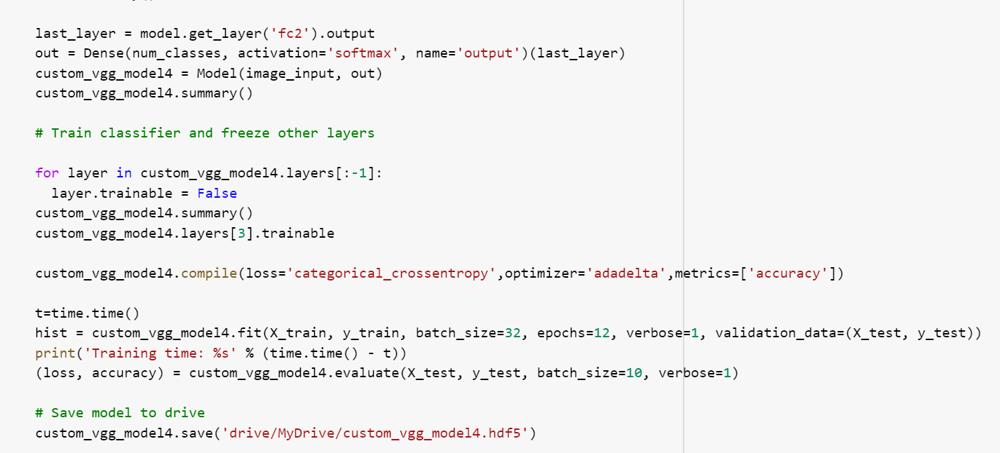 last_layer = model.get_layer('fc2').output
out = Dense(num_classes, activation='softmax', name='output')(last_layer)
custom_vgg_model4 = Model(image_input, out)
custom_vgg_model4.summary()
# Train classifier and freeze other layers
for layer in custom_vgg_model4.layers[:-1]:
  layer.trainable = False
custom_vgg_model4.summary()
custom_vgg_model4.layers[3].trainable
custom_vgg_model4.compile(loss='categorical_crossentropy',optimizer='adadelta',metrics=['accuracy'])
t=time.time()
hist = custom_vgg_model4.fit(X_train, y_train, batch_size=32, epochs=12, verbose=1, validation_data=(X_test, y_test))
print('Training time: %s' % (time.time() - t))
(loss, accuracy) = custom_vgg_model4.evaluate(X_test, y_test, batch_size=10, verbose=1)
# Save model to drive
custom_vgg_model4.save('drive/MyDrive/custom_vgg_model4.hdf5')